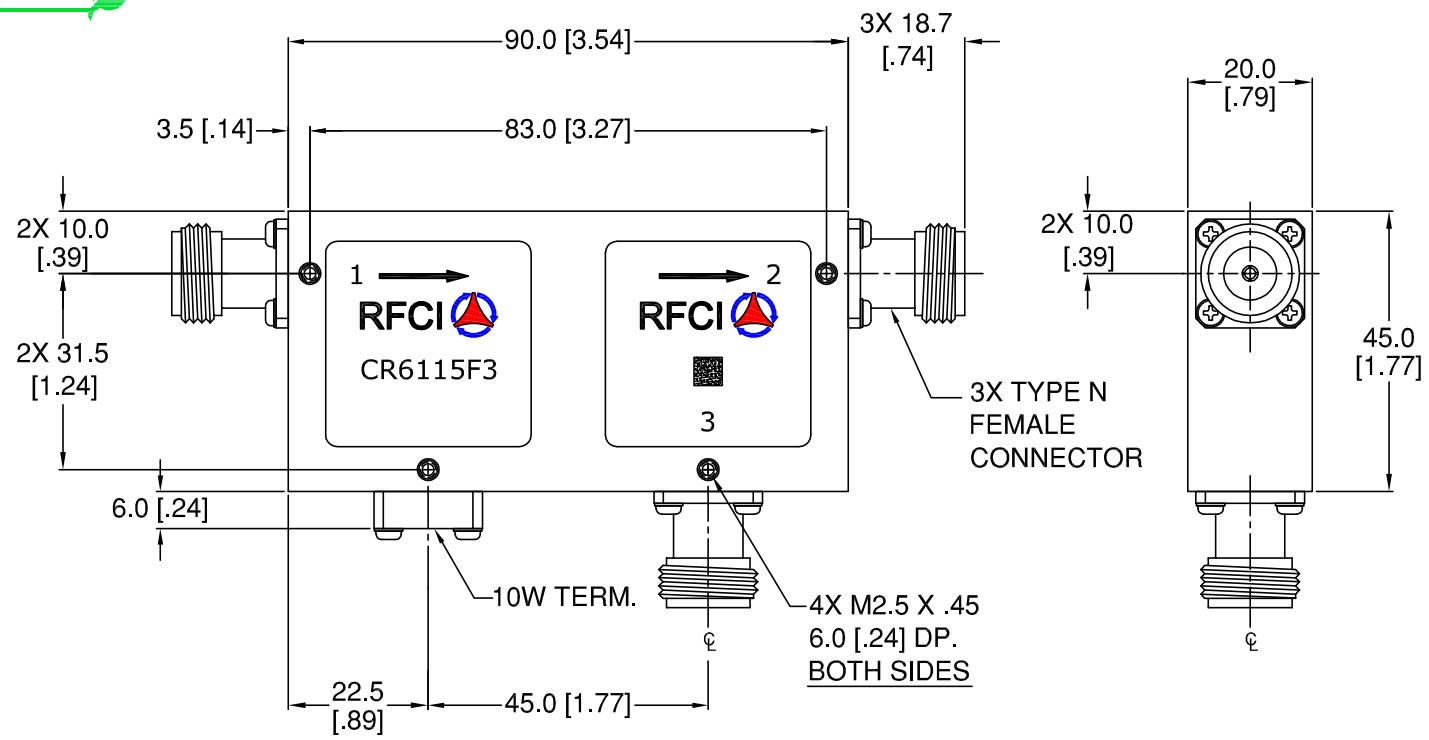 90.0 [3.54]
3X 18.7
[.74]
20.0
[.79]
3.5 [.14]
83.0 [3.27]
2X 10.0
[.39]
2X 10.0
[.39]
1
2
RFCI
RFCI
CR6115F3
2X 31.5
[1.24]
45.0
[1.77]
3
3X TYPE N
FEMALE
CONNECTOR
6.0 [.24]
10W TERM.
4X M2.5 X .45
6.0 [.24] DP.
BOTH SIDES
℄
℄
22.5
[.89]
45.0 [1.77]